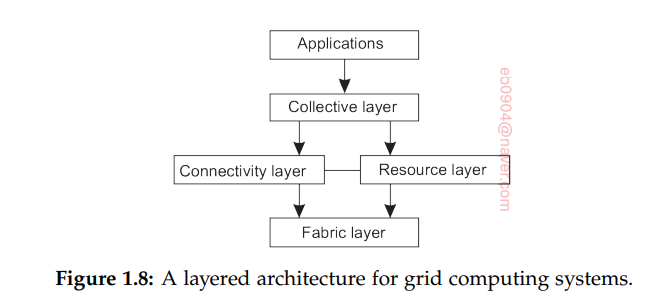 Applications
Collective layer
Connectivity layer
Resource layer
Fabric layer
eb0904@naver.com
Figure 1.8: A layered architecture for grid computing systems.